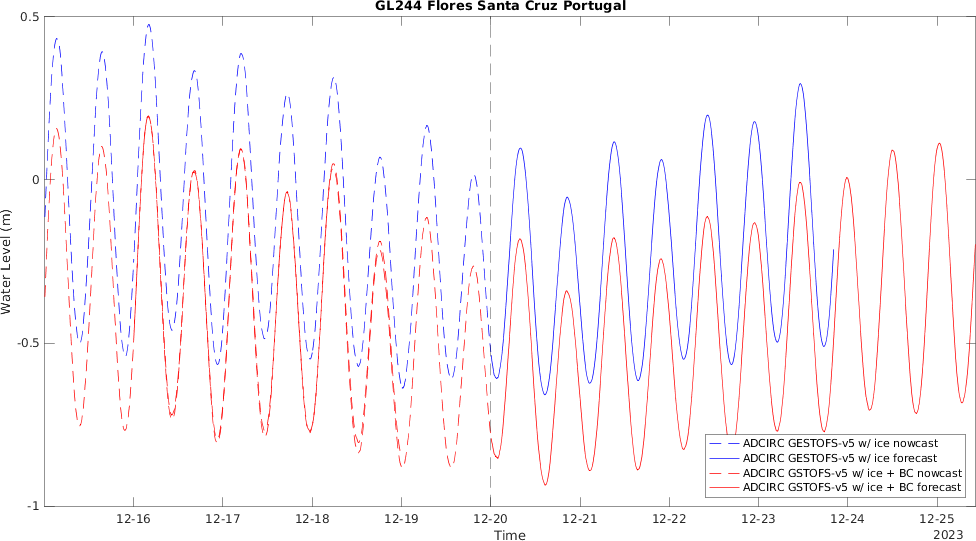 GL244 Flores Santa Cruz Portugal
0.5
0
-0.5
-1
Water Level (m)
12-16
12-17
12-18
12-19
12-20
12-21
12-22
12-23
12-24
12-25
2023
Time
ADCIRC GESTOFS-v5 w/ ice nowcast
ADCIRC GESTOFS-v5 w/ ice forecast
ADCIRC GSTOFS-v5 w/ ice + BC nowcast
ADCIRC GSTOFS-v5 w/ ice + BC forecast